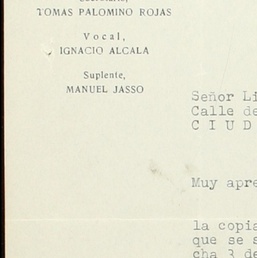 TOMAS PALOMINO ROJAS
Vocal,
IGNACIO ALCALA
Suplente,
MANUEL JASSO
Señor Li
Calle de
C I U D
Muy apre
la copia
que se s
cha 3 de